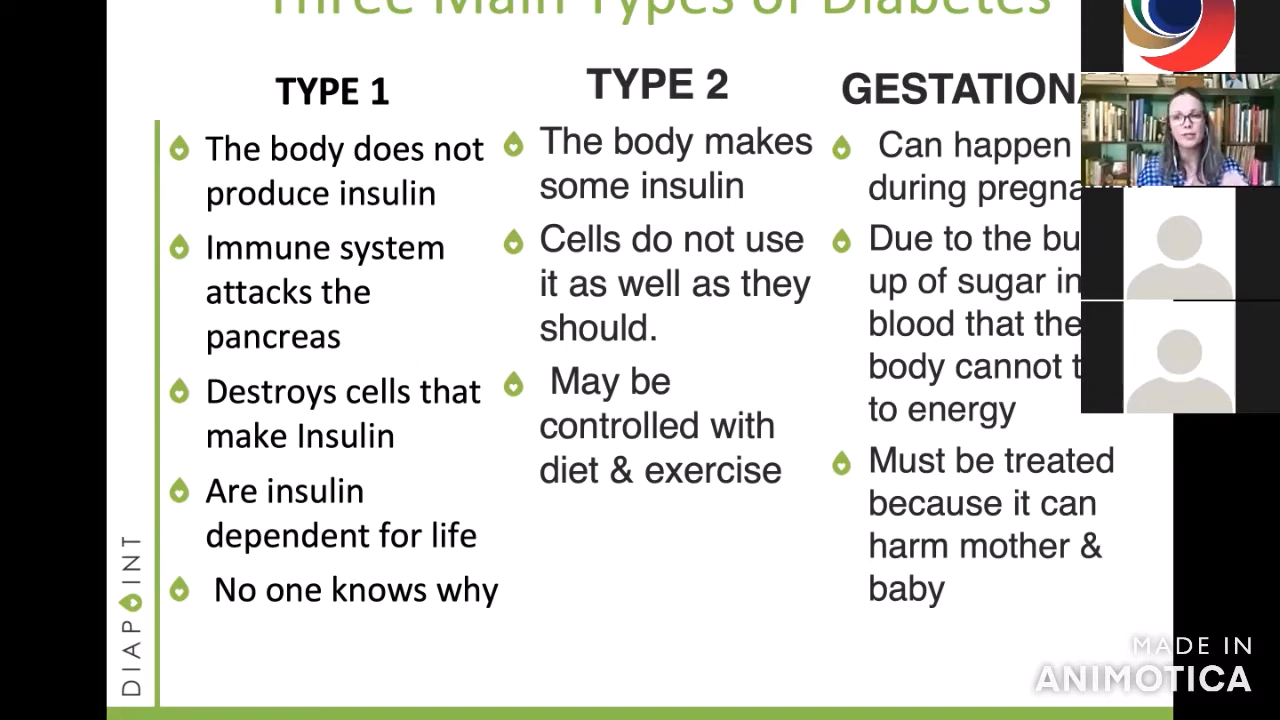 Three Main Types of Diabetes
TYPE 1
The body does not
produce insulin
Immune system
attacks the
pancreas
Destroys cells that
make Insulin
Are insulin
dependent for life
No one knows why
TYPE 2
The body makes
some insulin
Cells do not use
it as well as they
should.
May be
controlled with
diet & exercise
GESTIONA
Can happen
during
Due to the
up of sugar in
blood that
body cannot
to energy
Must be treated
because it can
harm mother &
baby
DIAPOINT
MADE IN
ANIMOTICA